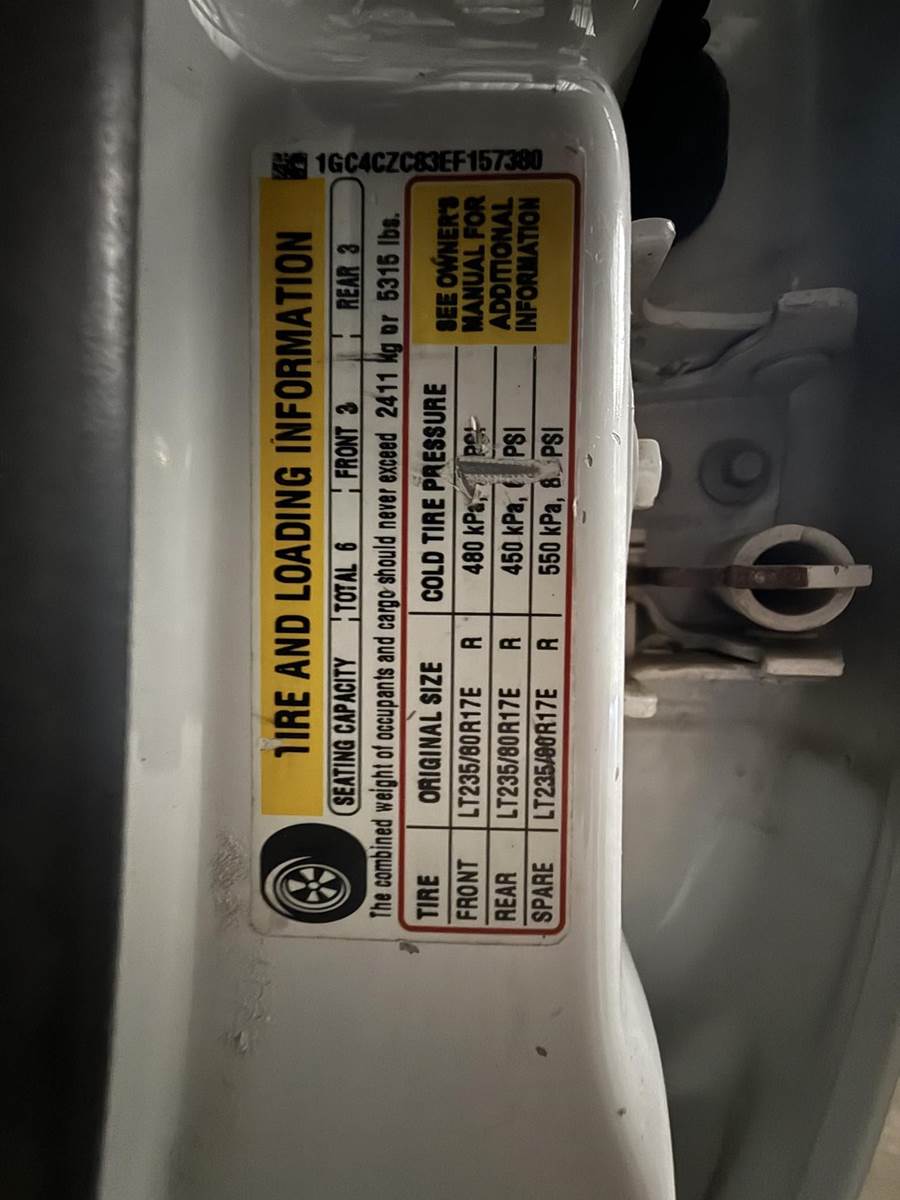 1GC4CZC83EF157380
TIRE AND LOADING INFORMATION
SEATING CAPACITY TOTAL 6 FRONT 3 REAR 3
The combined weight of occupants and cargo should never exceed 2411 kg or 5315 lbs.
TIRE ORIGINAL SIZE COLD TIRE PRESSURE
FRONT LT235/80R17E R 480 kPa, PSI
REAR LT235/80R17E R 450 kPa, PSI
SPARE LT235/80R17E R 550 kPa, PSI
SEE OWNER'S
MANUAL FOR
ADDITIONAL
INFORMATION